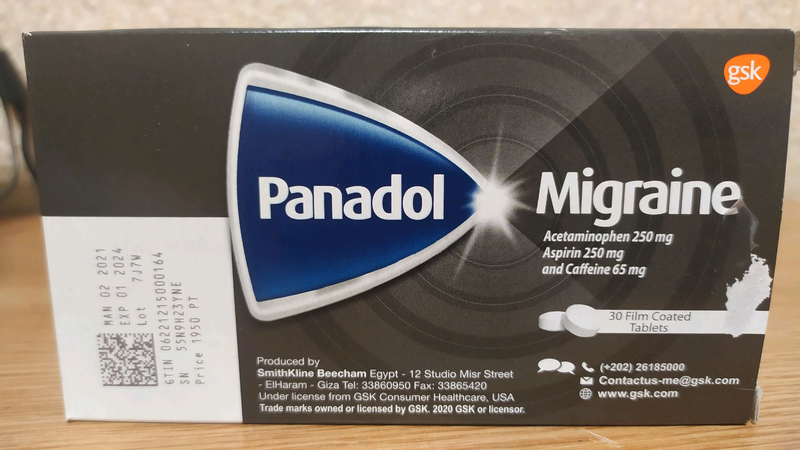 gsk
Panadol
Migraine
Acetaminophen 250 mg
Aspirin 250 mg
and Caffeine 65 mg
30 Film Coated
Tablets
MAN 02 2021
EXP 01 2024
Lot 7J7W
GTIN 06221215000164
SN 55N9H23YNE
Price 1950 PT
Produced by
SmithKline Beecham Egypt - 12 Studio Misr Street
- ElHaram - Giza Tel: 33860950 Fax: 33865420
Under license from GSK Consumer Healthcare, USA
Trade marks owned or licensed by GSK. 2020 GSK or licensor.
(+202) 26185000
Contactus-me@gsk.com
www.gsk.com